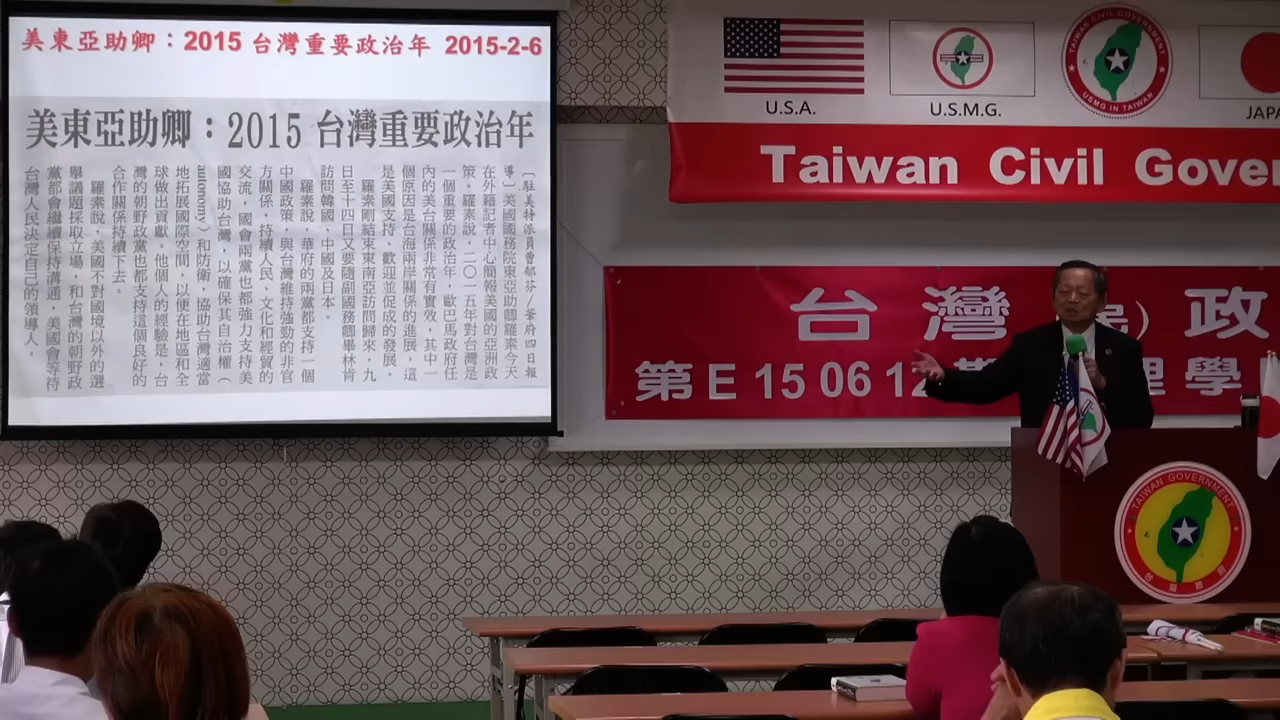 美東亞助卿：2015 台灣重要政治年 2015-2-6
美東亞助卿：2015 台灣重要政治年
〔駐美特派員曹郁芬／華府四日報
導〕美國國務院東亞助卿羅素今天
在外籍記者中心簡報美國的亞洲政
策，羅素說，二〇一五年對台灣是
一個重要的政治年，歐巴馬政府任
內的美台關係非常有實效，其中一
個原因是台海兩岸關係的進展，這
是美國支持、歡迎並促成的發展。
羅素剛結束東南亞訪問歸來，九
日至十四日又要隨副國務卿畢林肯
訪問韓國、中國及日本。
羅素說，華府的兩黨都支持一個
中國政策，與台灣維持強勁的非官
方關係，持續人民、文化和經貿的
交流，國會兩黨也都強力支持美
國協助台灣，以確保其自治權（
autonomy）和防衛，協助台灣適當
地拓展國際空間，以便在地區和全
球做出貢獻。他個人的經驗是，台
灣的朝野政黨也都支持這個良好的
合作關係持續下去。
羅素說，美國不對國境以外的選
舉議題採取立場，和台灣的朝野政
黨都會繼續保持溝通，美國會等待
台灣人民決定自己的領導人。
U.S.A.
U.S.M.G.
TAIWAN CIVIL GOVERNMENT
USMG IN TAIWAN
JAPA
Taiwan Civil Gover
台灣 民）政
第E 15 06 12 理學
TAIWAN GOVERNMENT
台灣政府